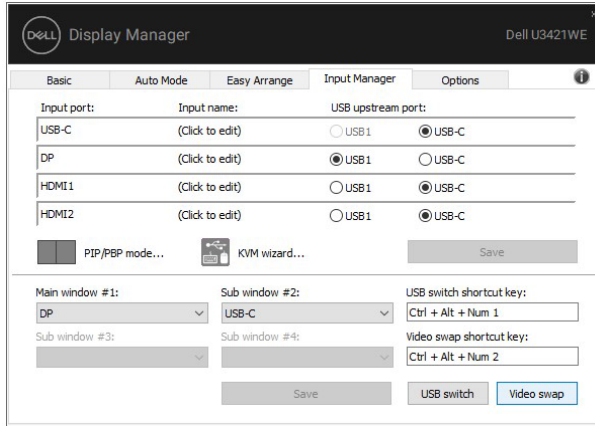 DELL Display Manager Dell U3421WE
Basic Auto Mode Easy Arrange Input Manager Options
Input port: Input name: USB upstream port:
USB-C (Click to edit) USB1 USB-C
DP (Click to edit) USB1 USB-C
HDMI1 (Click to edit) USB1 USB-C
HDMI2 (Click to edit) USB1 USB-C
PIP/PBP mode... KVM wizard... Save
Main window #1: Sub window #2: USB switch shortcut key:
DP USB-C Ctrl + Alt + Num 1
Sub window #3: Sub window #4: Video swap shortcut key:
Ctrl + Alt + Num 2
Save USB switch Video swap